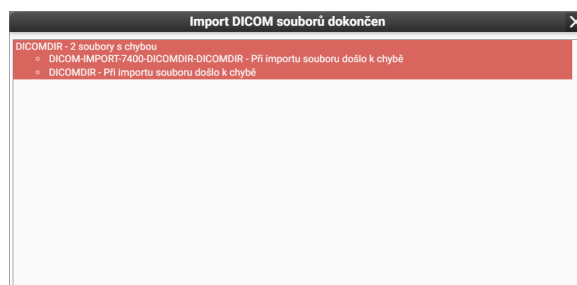 Import DICOM souborů dokončen
DICOMDIR - 2 soubory s chybou
DICOM-IMPORT-7400-DICOMDIR-DICOMDIR - Při importu souboru došlo k chybě
DICOMDIR - Při importu souboru došlo k chybě